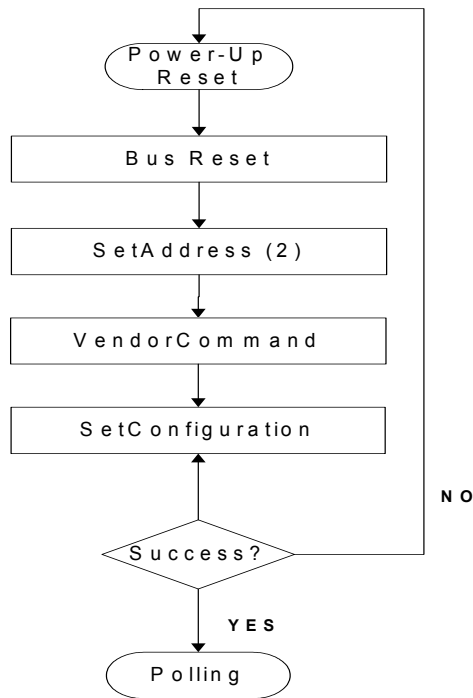 Power-Up
Reset
Bus Reset
SetAddress (2)
VendorCommand
SetConfiguration
NO
Success?
YES
Polling